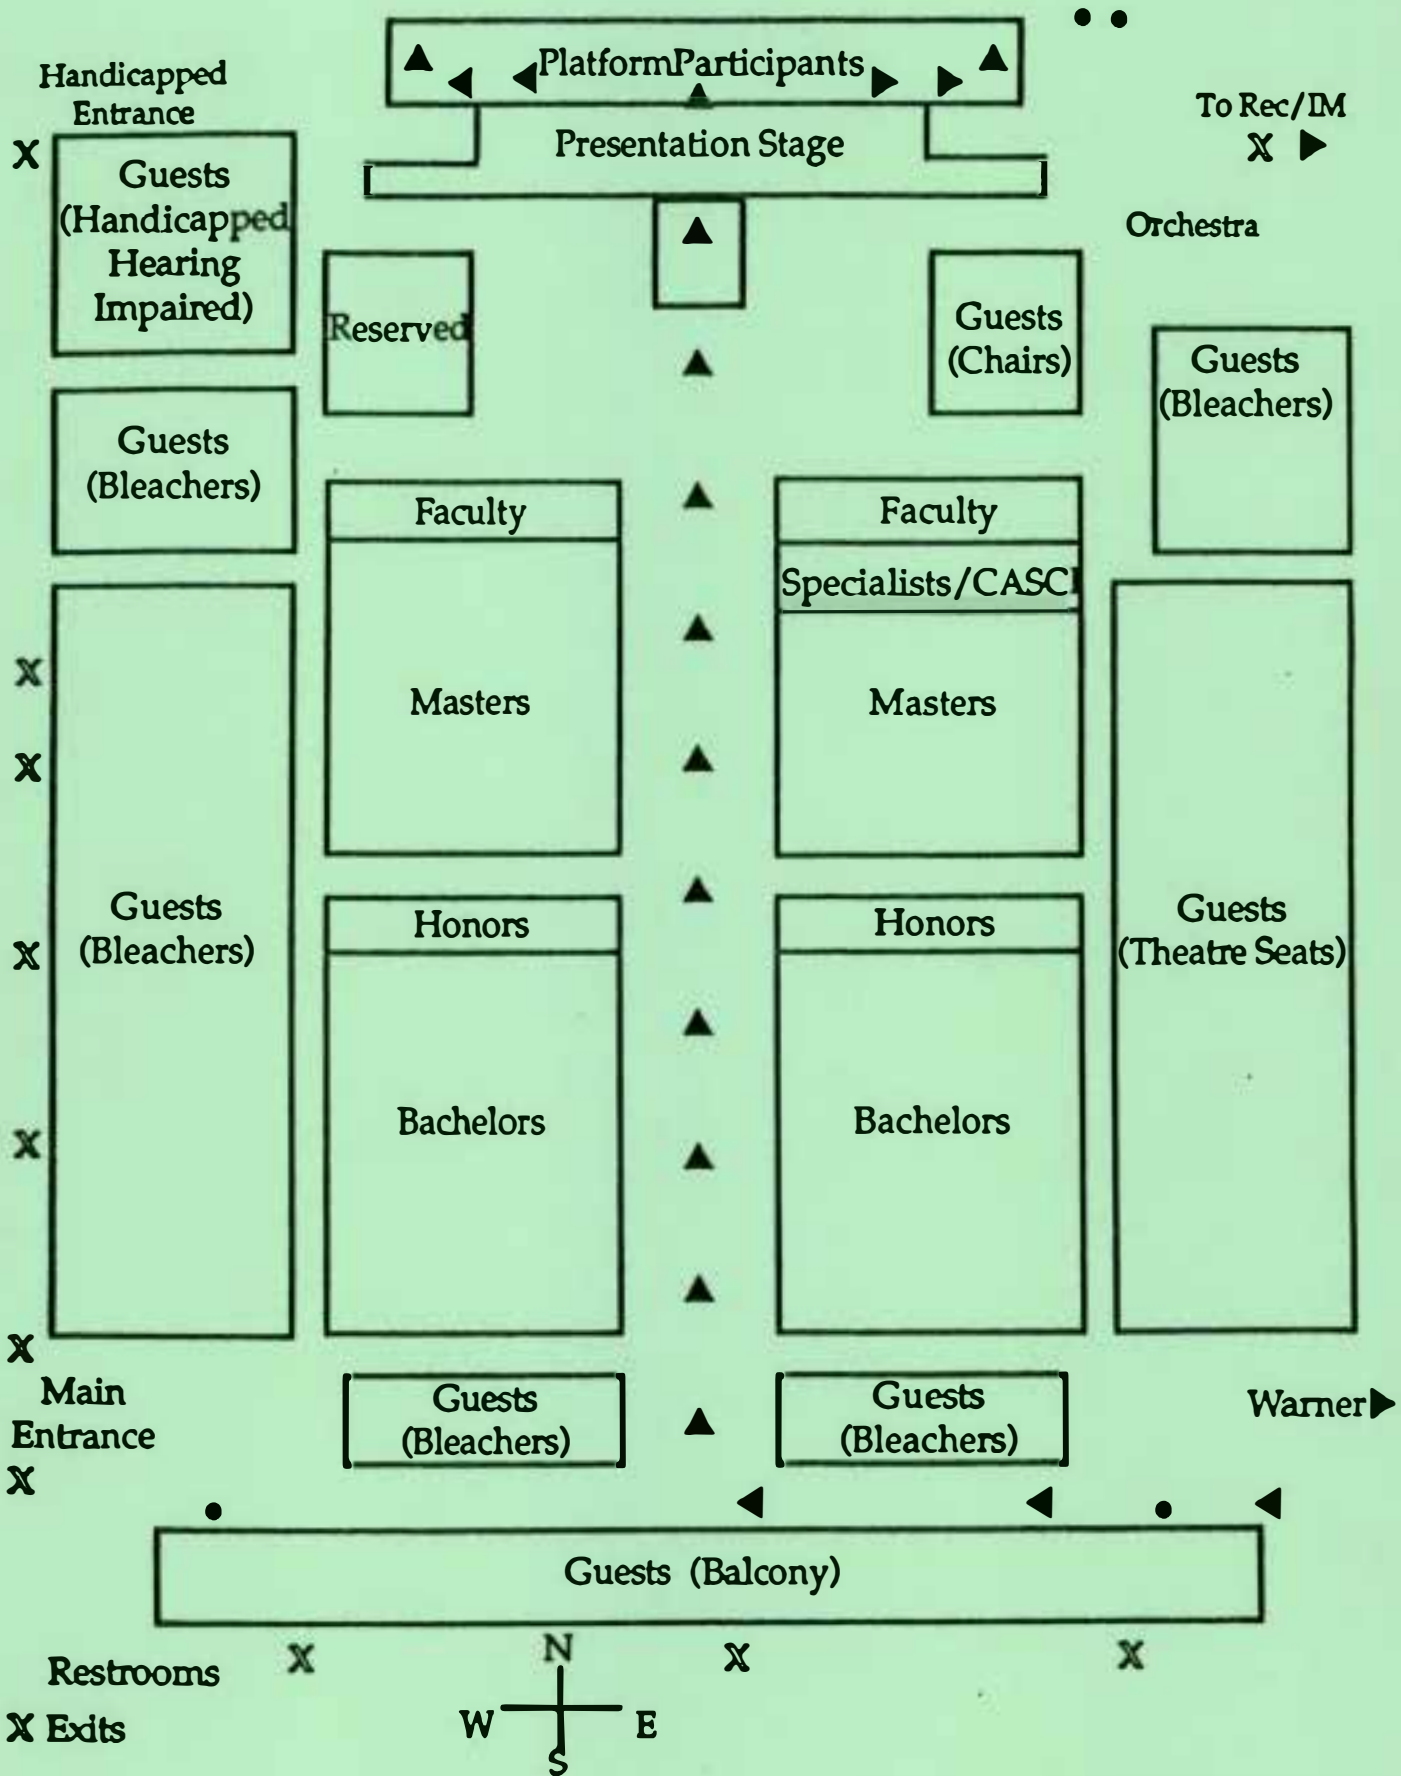 PlatformParticipants
Handicapped
Entrance
To Rec/IM
X
X
Presentation Stage
Guests
(Handicapped
Hearing
Impaired)
Orchestra
Reserved
Guests
(Chairs)
Guests
(Bleachers)
Guests
(Bleachers)
Faculty
Faculty
Specialists/CASCI
X
Masters
Masters
X
Guests
(Bleachers)
Honors
Honors
Guests
(Theatre Seats)
X
Bachelors
Bachelors
X
X
Main
Entrance
X
Guests
(Bleachers)
Guests
(Bleachers)
Warner
Guests (Balcony)
X
X
X
Restrooms
X Exits
N
W E
S